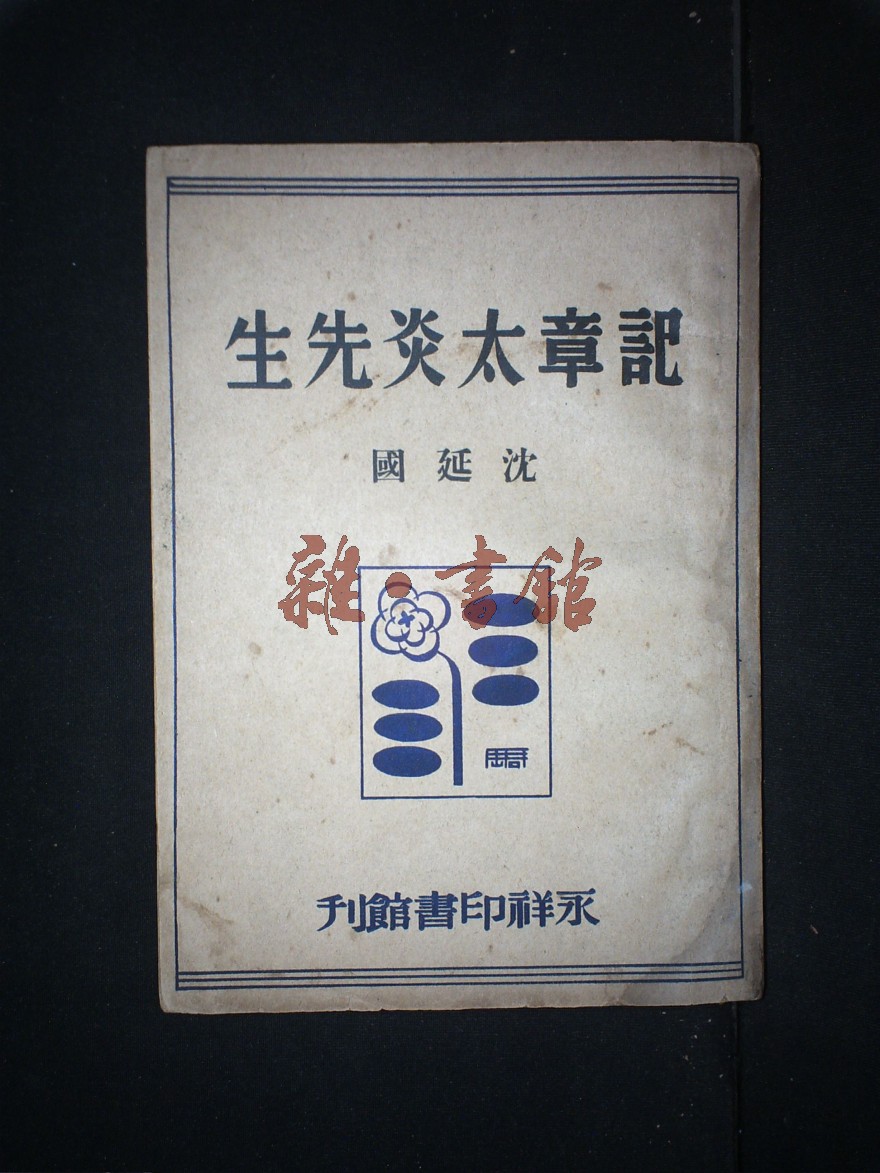 記章太炎先生
沈延國
雜·書館
永祥印書館刊